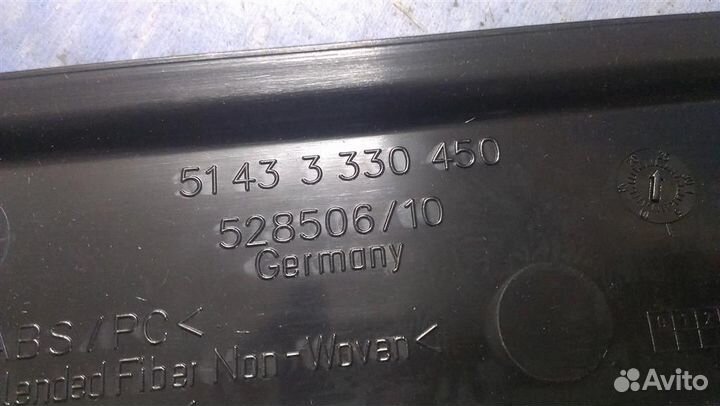 51 43 3 330 450
528506/10
Germany
ABS/PC<
lended Fiber Non-Woven<
Avito